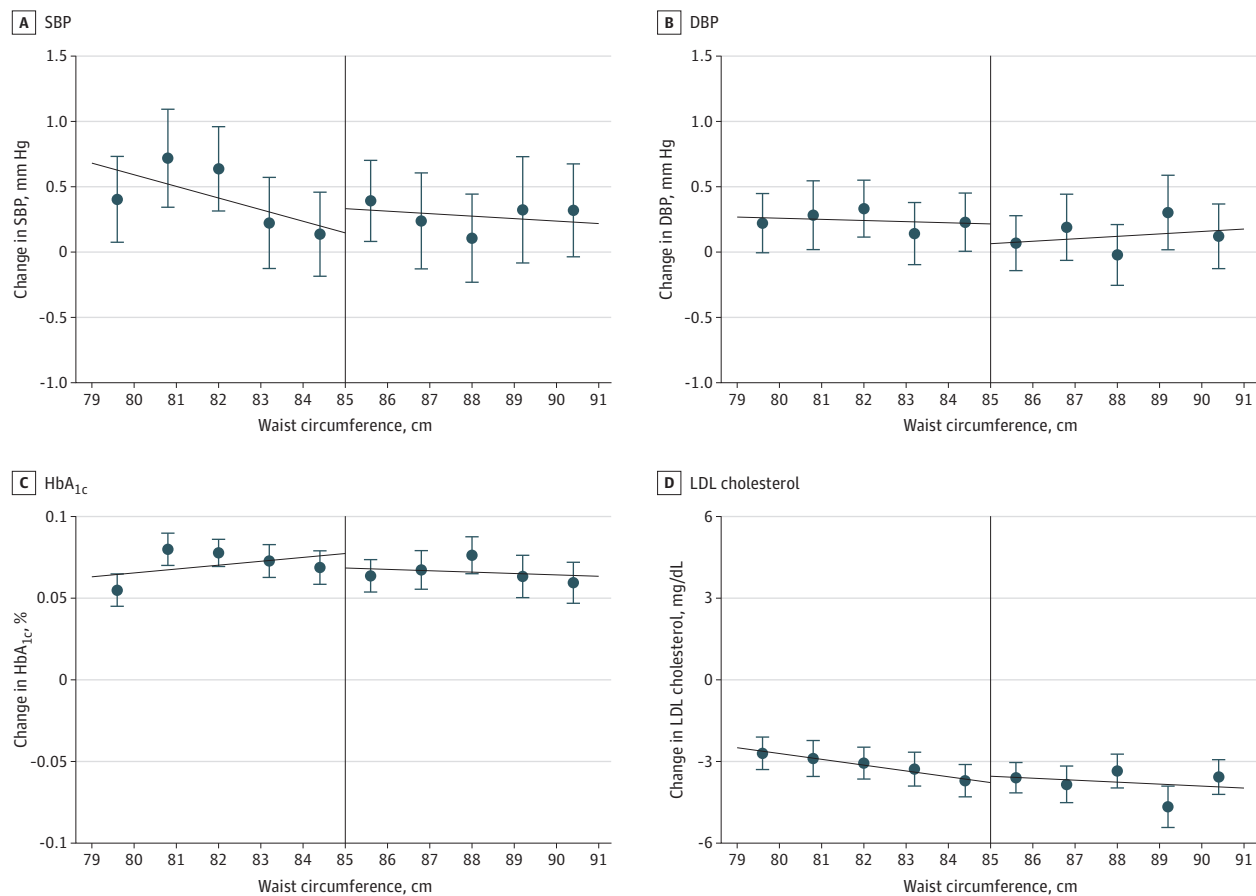 A SBP
1.5
1.0
0.5
0
-0.5
-1.0
Change in SBP, mm Hg
79 80 81 82 83 84 85 86 87 88 89 90 91
Waist circumference, cm
B DBP
1.5
1.0
0.5
0
-0.5
-1.0
Change in DBP, mm Hg
79 80 81 82 83 84 85 86 87 88 89 90 91
Waist circumference, cm
C HbA1c
0.1
0.05
0
-0.05
-0.1
Change in HbA1c, %
79 80 81 82 83 84 85 86 87 88 89 90 91
Waist circumference, cm
D LDL cholesterol
6
3
0
-3
-6
Change in LDL cholesterol, mg/dL
79 80 81 82 83 84 85 86 87 88 89 90 91
Waist circumference, cm